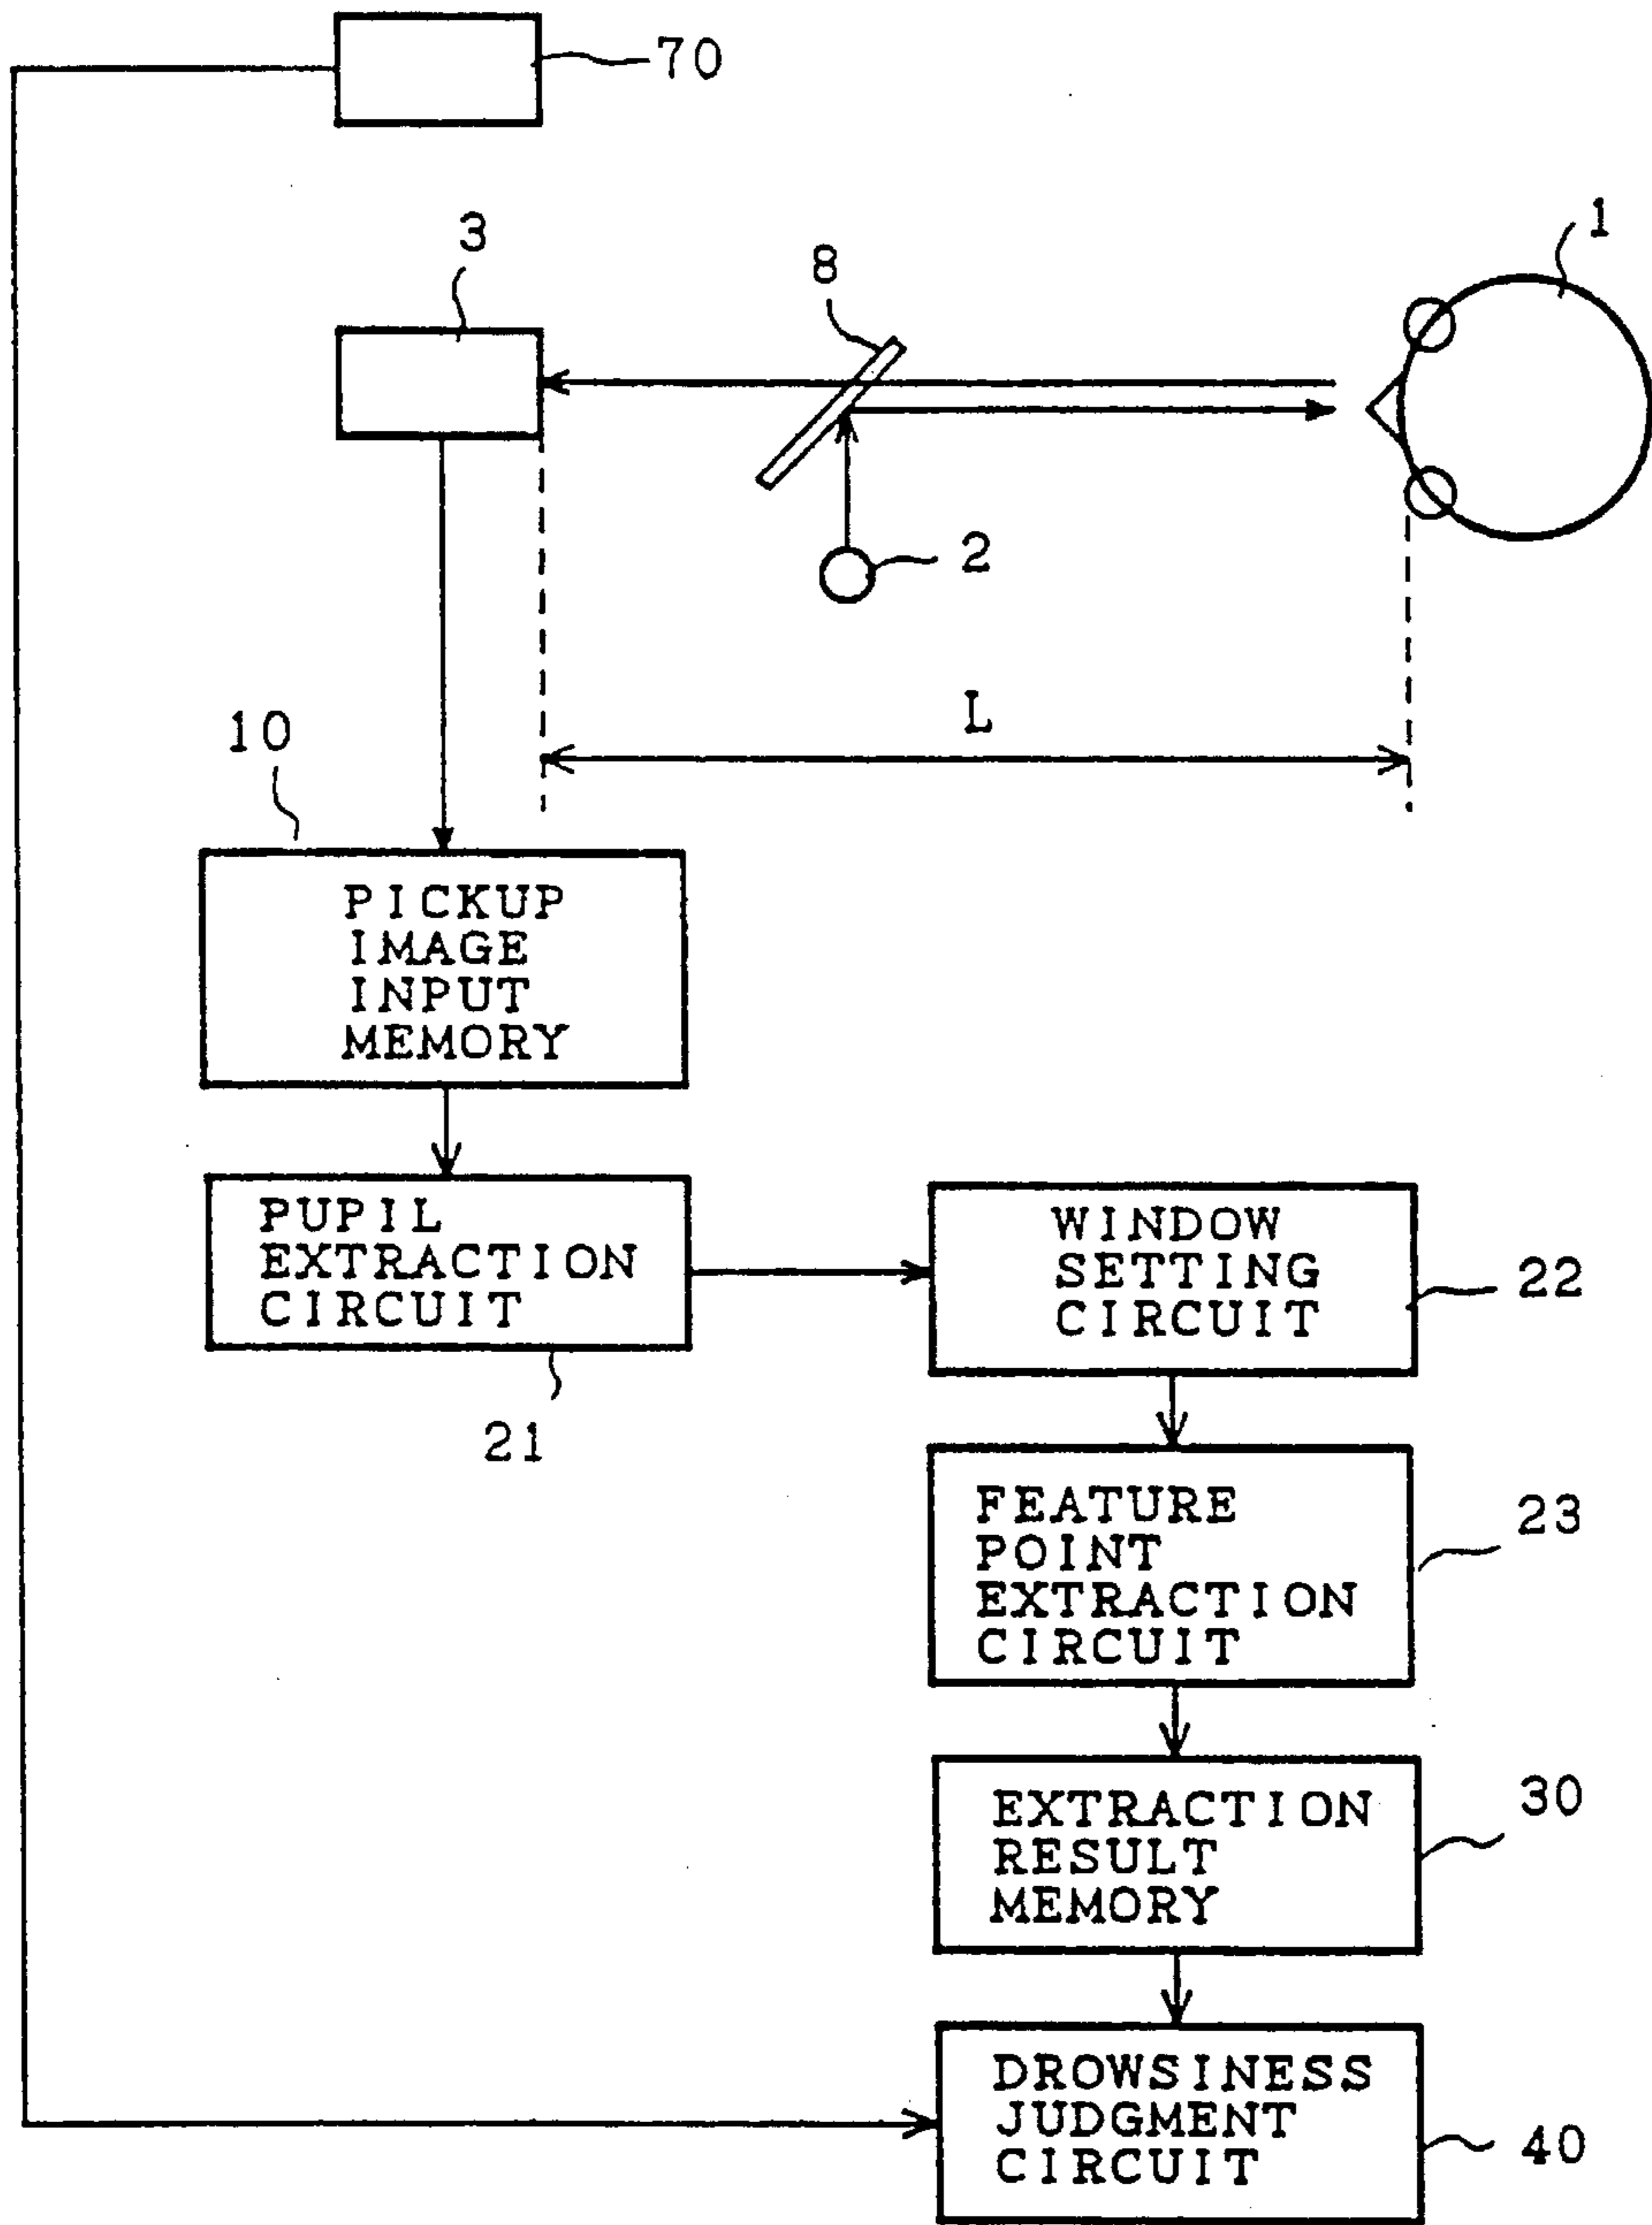 70
3
8
1
2
L
10
PICKUP
IMAGE
INPUT
MEMORY
PUPIL
EXTRACTION
CIRCUIT
21
WINDOW
SETTING
CIRCUIT
22
FEATURE
POINT
EXTRACTION
CIRCUIT
23
EXTRACTION
RESULT
MEMORY
30
DROWSINESS
JUDGMENT
CIRCUIT
40